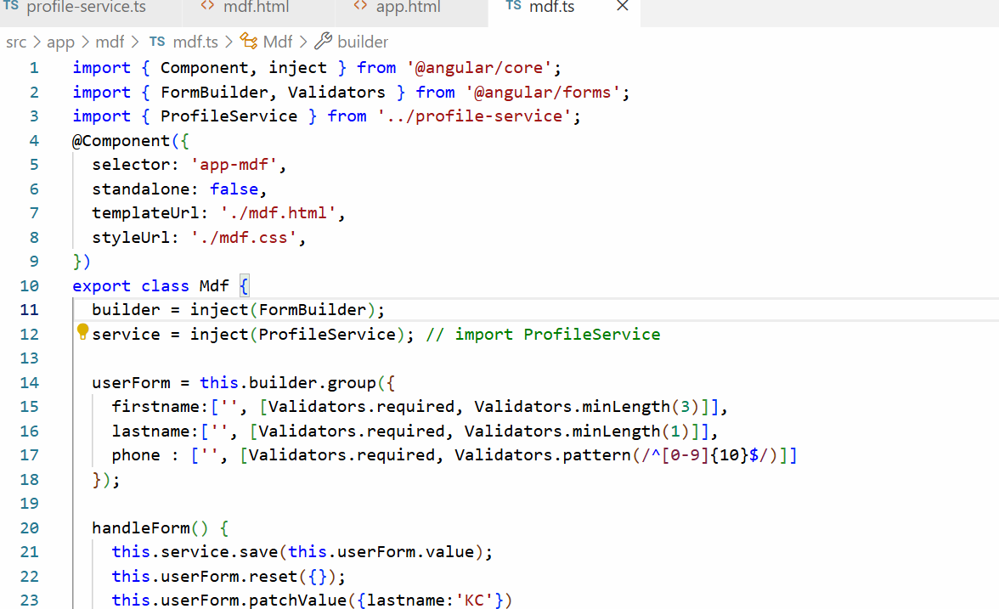 TS profile-service.ts <> mdf.html <> app.html TS mdf.ts ×
src > app > mdf > TS mdf.ts > Mdf > builder
1 import { Component, inject } from '@angular/core';
2 import { FormBuilder, Validators } from '@angular/forms';
3 import { ProfileService } from '../profile-service';
4 @Component({
5 selector: 'app-mdf',
6 standalone: false,
7 templateUrl: './mdf.html',
8 styleUrl: './mdf.css',
9 })
10 export class Mdf {
11 builder = inject(FormBuilder);
12 service = inject(ProfileService); // import ProfileService
13
14 userForm = this.builder.group({
15 firstname:['', [Validators.required, Validators.minLength(3)]],
16 lastname:['', [Validators.required, Validators.minLength(1)]],
17 phone : ['', [Validators.required, Validators.pattern(/^[0-9]{10}$/)]]
18 });
19
20 handleForm() {
21 this.service.save(this.userForm.value);
22 this.userForm.reset({});
23 this.userForm.patchValue({lastname:'KC'})